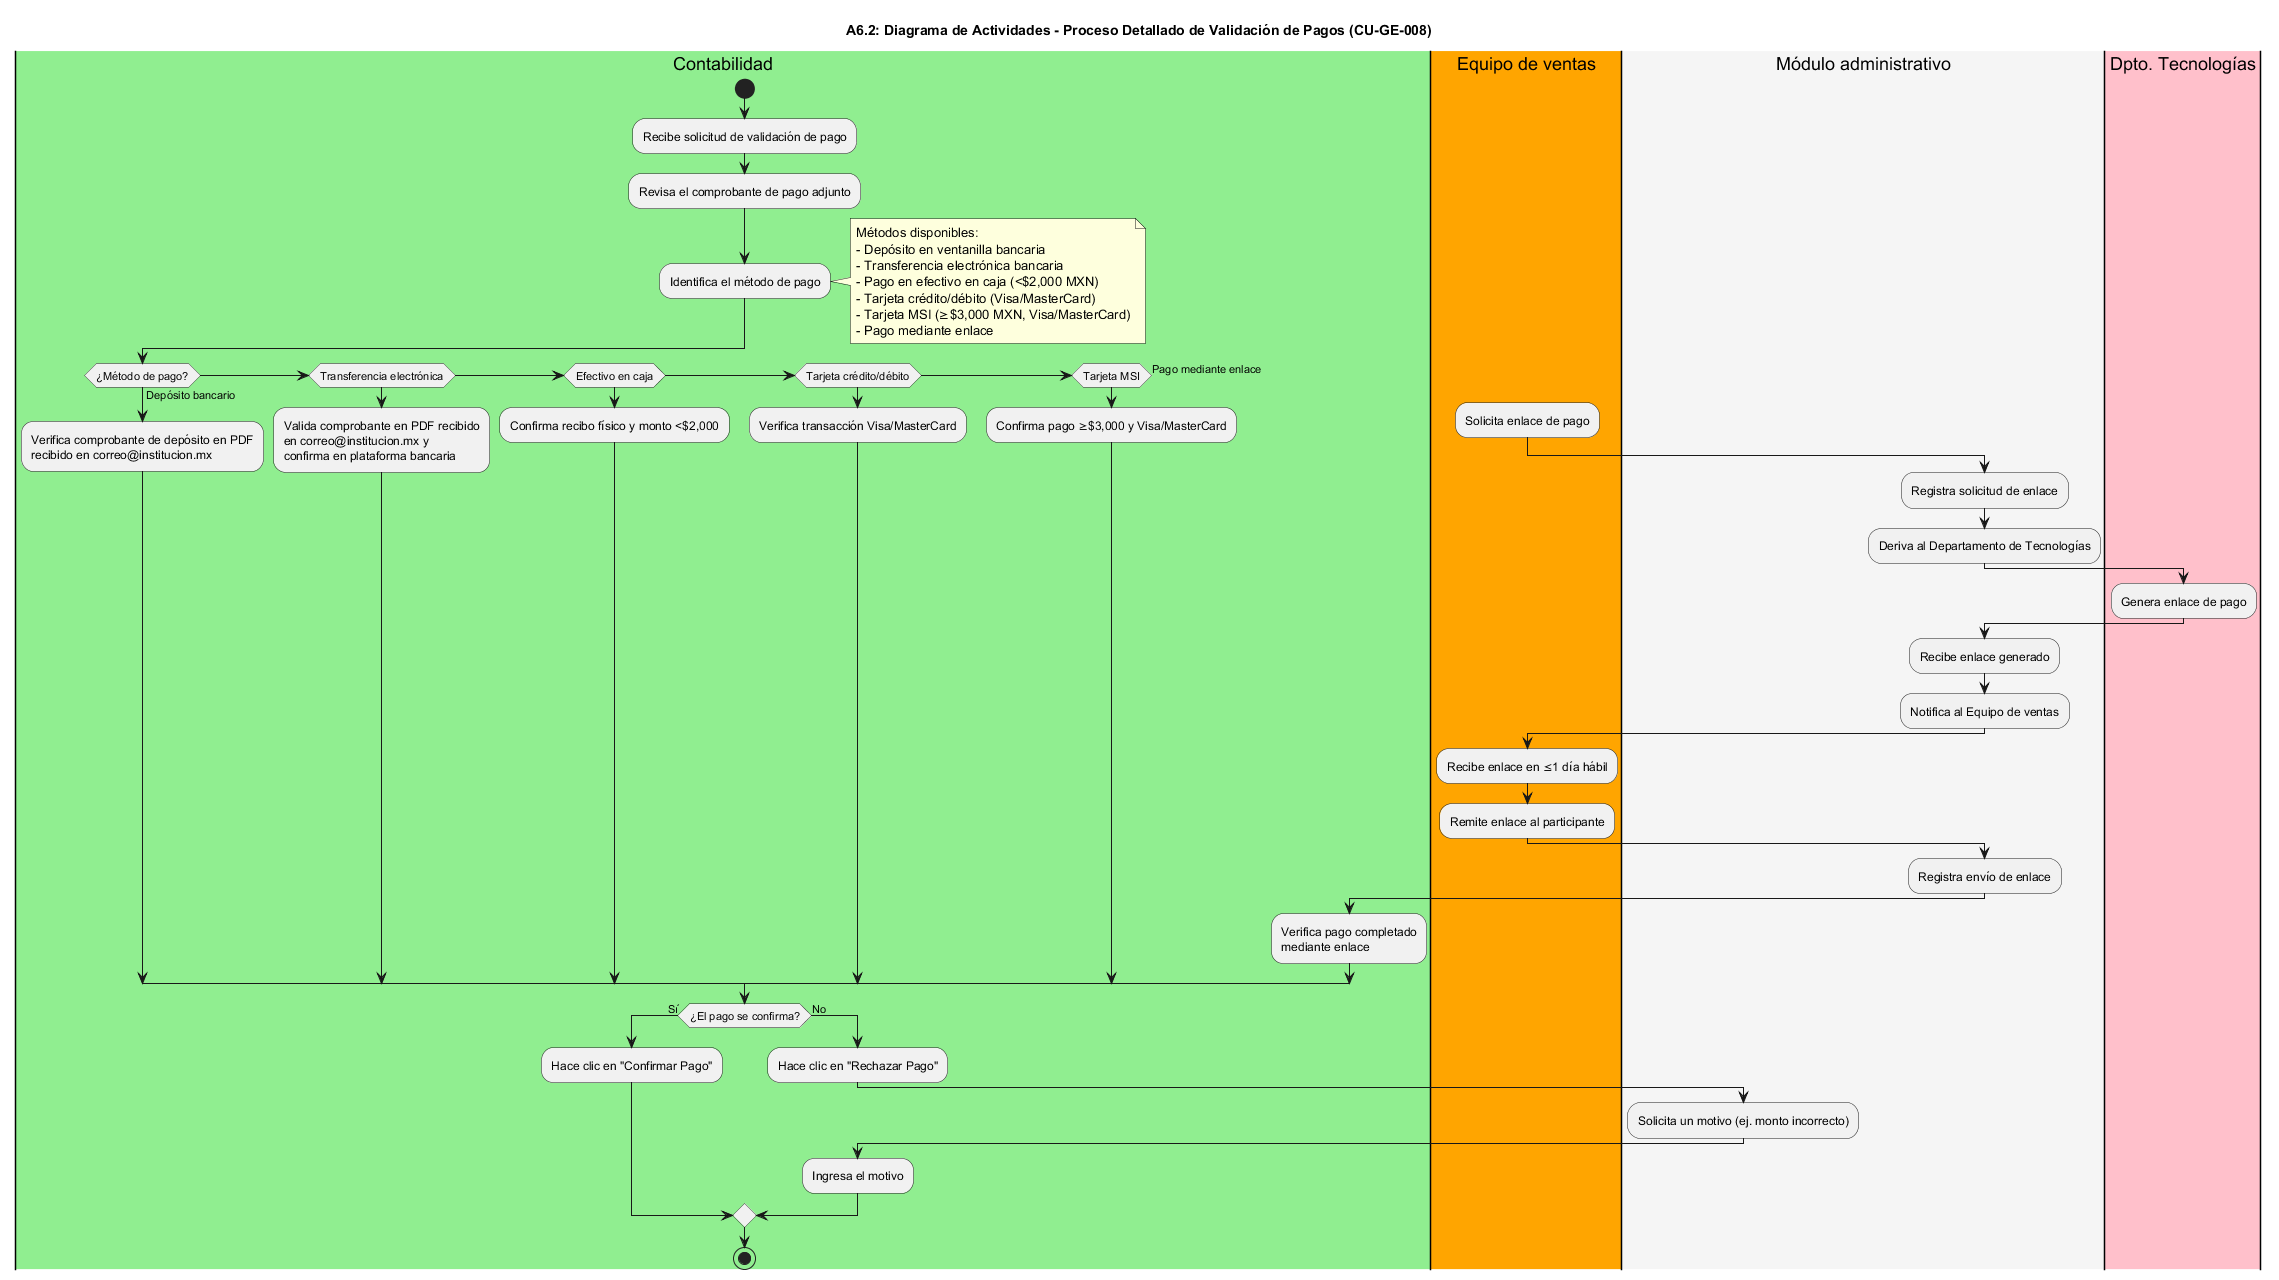 A6.2: Diagrama de Actividades - Proceso Detallado de Validación de Pagos (CU-GE-008)
Contabilidad
Equipo de ventas
Módulo administrativo
Dpto. Tecnologías
Recibe solicitud de validación de pago
Revisa el comprobante de pago adjunto
Identifica el método de pago
Métodos disponibles:
- Depósito en ventanilla bancaria
- Transferencia electrónica bancaria
- Pago en efectivo en caja (<$2,000 MXN)
- Tarjeta crédito/débito (Visa/MasterCard)
- Tarjeta MSI (≥$3,000 MXN, Visa/MasterCard)
- Pago mediante enlace
¿Método de pago?
Transferencia electrónica
Efectivo en caja
Tarjeta crédito/débito
Tarjeta MSI
Pago mediante enlace
Depósito bancario
Verifica comprobante de depósito en PDF
recibido en correo@institucion.mx
Valida comprobante en PDF recibido
en correo@institucion.mx y
confirma en plataforma bancaria
Confirma recibo físico y monto <$2,000
Verifica transacción Visa/MasterCard
Confirma pago ≥$3,000 y Visa/MasterCard
Solicita enlace de pago
Registra solicitud de enlace
Deriva al Departamento de Tecnologías
Genera enlace de pago
Recibe enlace generado
Notifica al Equipo de ventas
Recibe enlace en ≤1 día hábil
Remite enlace al participante
Registra envío de enlace
Verifica pago completado
mediante enlace
¿El pago se confirma?
Sí
No
Hace clic en "Confirmar Pago"
Hace clic en "Rechazar Pago"
Solicita un motivo (ej. monto incorrecto)
Ingresa el motivo